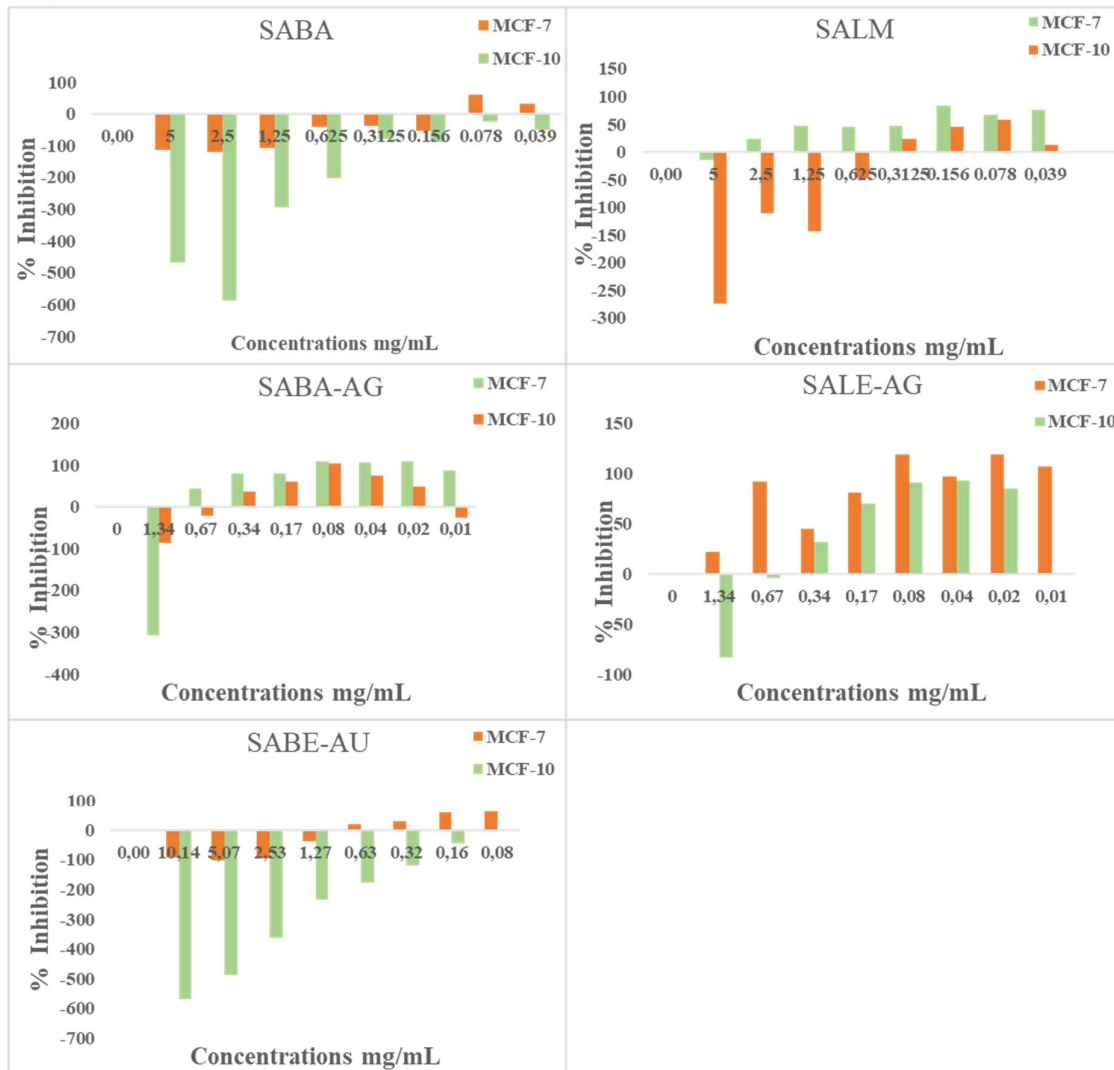 SABA
MCF-7
MCF-10
100
0
-100
-200
-300
-400
-500
-600
-700
0,00 5 2,5 1,25 0,625 0,3125 0.156 0.078 0,039
% Inhibition
Concentrations mg/mL
SALM
MCF-7
MCF-10
150
100
50
0
-50
-100
-150
-200
-250
-300
0,00 5 2,5 1,25 0,625 0,3125 0.156 0.078 0,039
% Inhibition
Concentrations mg/mL
SABA-AG
MCF-7
MCF-10
200
100
0
-100
-200
-300
-400
0 1,34 0,67 0,34 0,17 0,08 0,04 0,02 0,01
% Inhibition
Concentrations mg/mL
SALE-AG
MCF-7
MCF-10
150
100
50
0
-50
-100
0 1,34 0,67 0,34 0,17 0,08 0,04 0,02 0,01
% Inhibition
Concentrations mg/mL
SABE-AU
MCF-7
MCF-10
100
0
-100
-200
-300
-400
-500
-600
-700
0,00 10,14 5,07 2,53 1,27 0,63 0,32 0,16 0,08
% Inhibition
Concentrations mg/mL